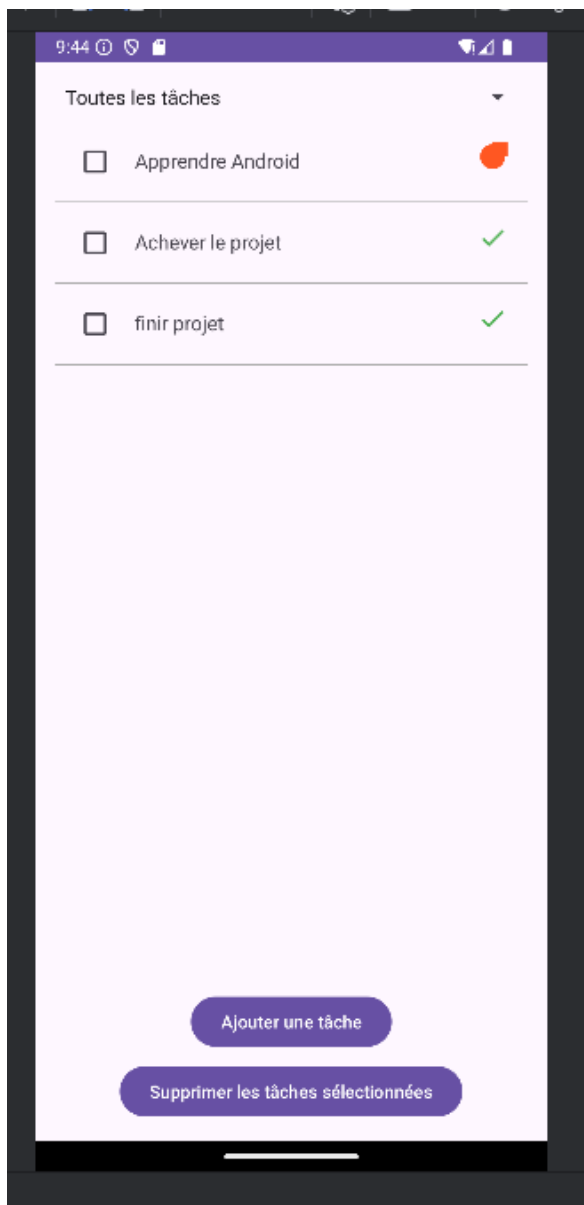 9:44
Toutes les tâches
Apprendre Android
Achever le projet
finir projet
Ajouter une tâche
Supprimer les tâches sélectionnées